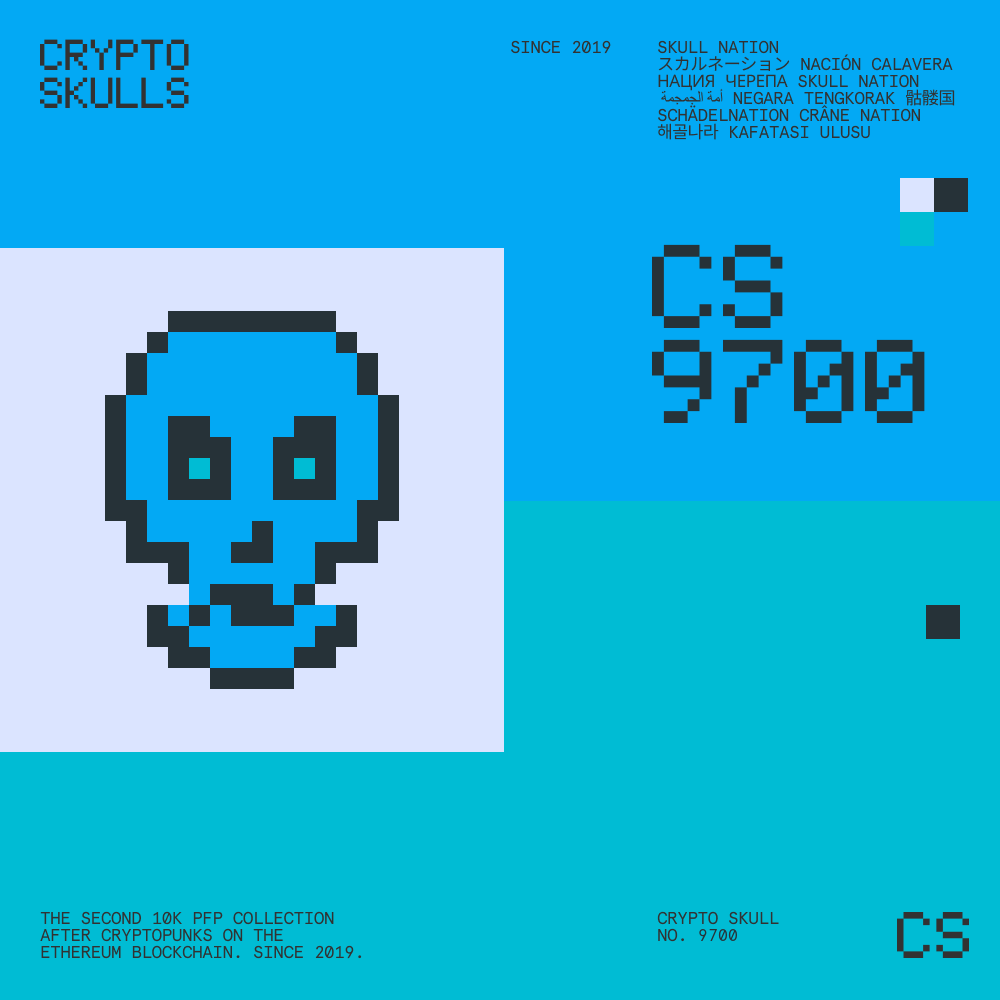 CRYPTO
SKULLS
SINCE 2019
SKULL NATION
スカルネーション NACIÓN CALAVERA
НАЦИЯ ЧЕРЕПА SKULL NATION
أمة الجمجمة NEGARA TENGKORAK 骷髅国
SCHÄDELNATION CRÂNE NATION
해골나라 KAFATASI ULUSU
CS
9700
THE SECOND 10K PFP COLLECTION
AFTER CRYPTOPUNKS ON THE
ETHEREUM BLOCKCHAIN. SINCE 2019.
CRYPTO SKULL
NO. 9700
CS